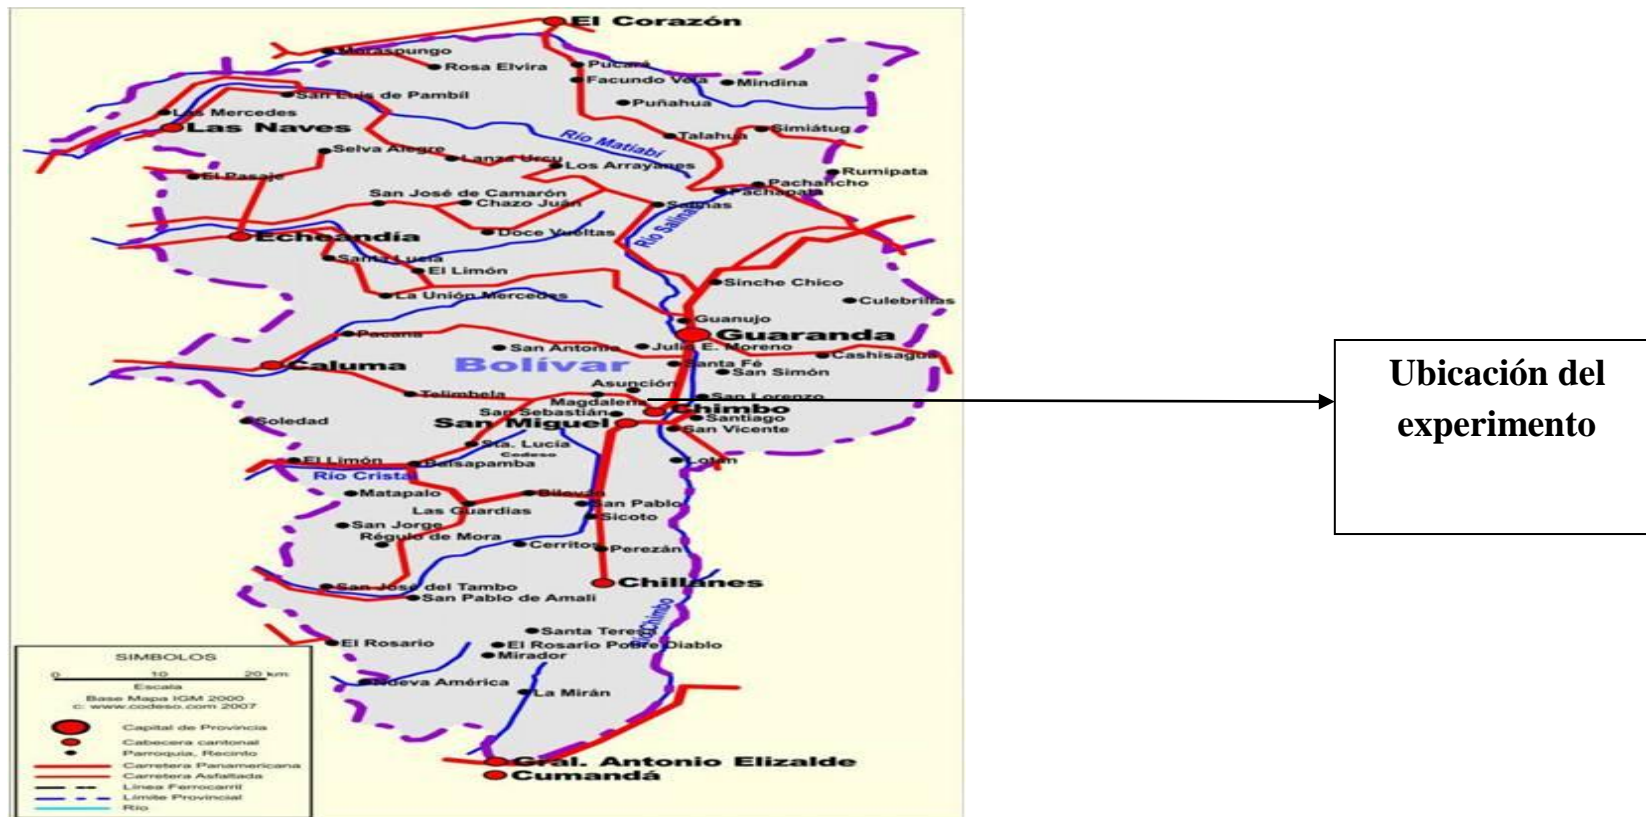 El Corazón
Moraspungo
Rosa Elvira
Pucará
Facundo Vela
Mindina
San Luis de Pambíl
Puñahua
Las Mercedes
Las Naves
Talahua
Simiátug
Río Matiabí
Selva Alegre
Lanza Urcu
Los Arrayanes
El Pasaje
Rumipata
Pachancho
Pachapata
San José de Camarón
Chazo Juán
Salinas
Río Salinas
Echeandía
Doce Vueltas
Santa Lucía
El Limón
Sinche Chico
La Unión Mercedes
Culebrillas
Guanujo
Pacana
Guaranda
San Antonio
Julio E. Moreno
Cashisagua
Caluma
Bolívar
Santa Fé
San Simón
Ubicación del
experimento
Asunción
Telimbela
Magdalena
San Lorenzo
San Sebastián
Chimbo
Santiago
Soledad
San Miguel
San Vicente
Sta. Lucía
Codeso
El Limón
Balsapamba
Lotán
Río Cristal
Matapalo
Bilován
Las Guardias
San Pablo
San Jorge
Sicoto
Régulo de Mora
Cerritos
Perezán
San José del Tambo
Chillanes
San Pablo de Amali
Río Chimbo
Santa Teresa
El Rosario
El Rosario Pobre Diablo
Mirador
Nueva América
La Mirán
Gral. Antonio Elizalde
Cumandá
SIMBOLOS
0 10 20 km
Escala
Base Mapa IGM 2000
c: www.codeso.com 2007
Capital de Provincia
Cabecera cantonal
Parroquia, Recinto
Carretera Panamericana
Carretera Asfaltada
Línea Ferrocarril
Límite Provincial
Río